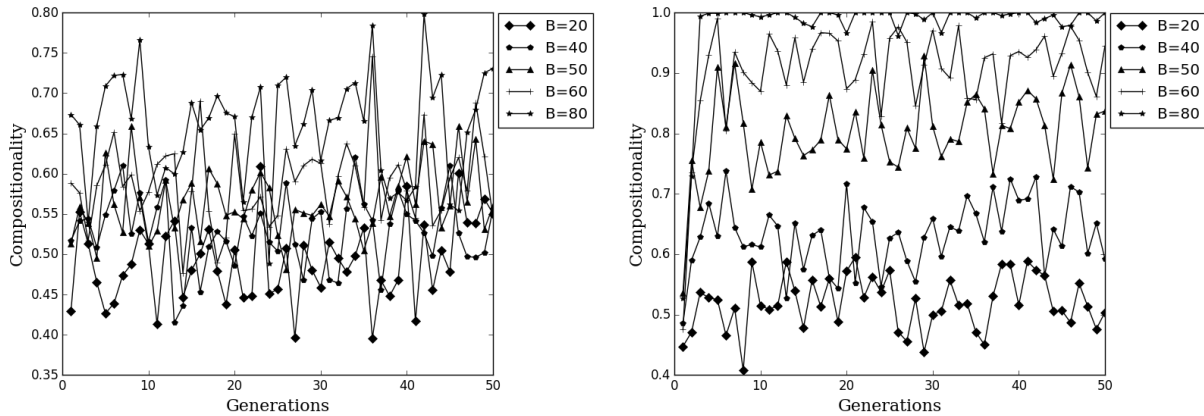 0.80
0.75
0.70
0.65
0.60
0.55
0.50
0.45
0.40
0.35
Compositionality
0 10 20 30 40 50
Generations
B=20
B=40
B=50
B=60
B=80
1.0
0.9
0.8
0.7
0.6
0.5
0.4
Compositionality
0 10 20 30 40 50
Generations
B=20
B=40
B=50
B=60
B=80